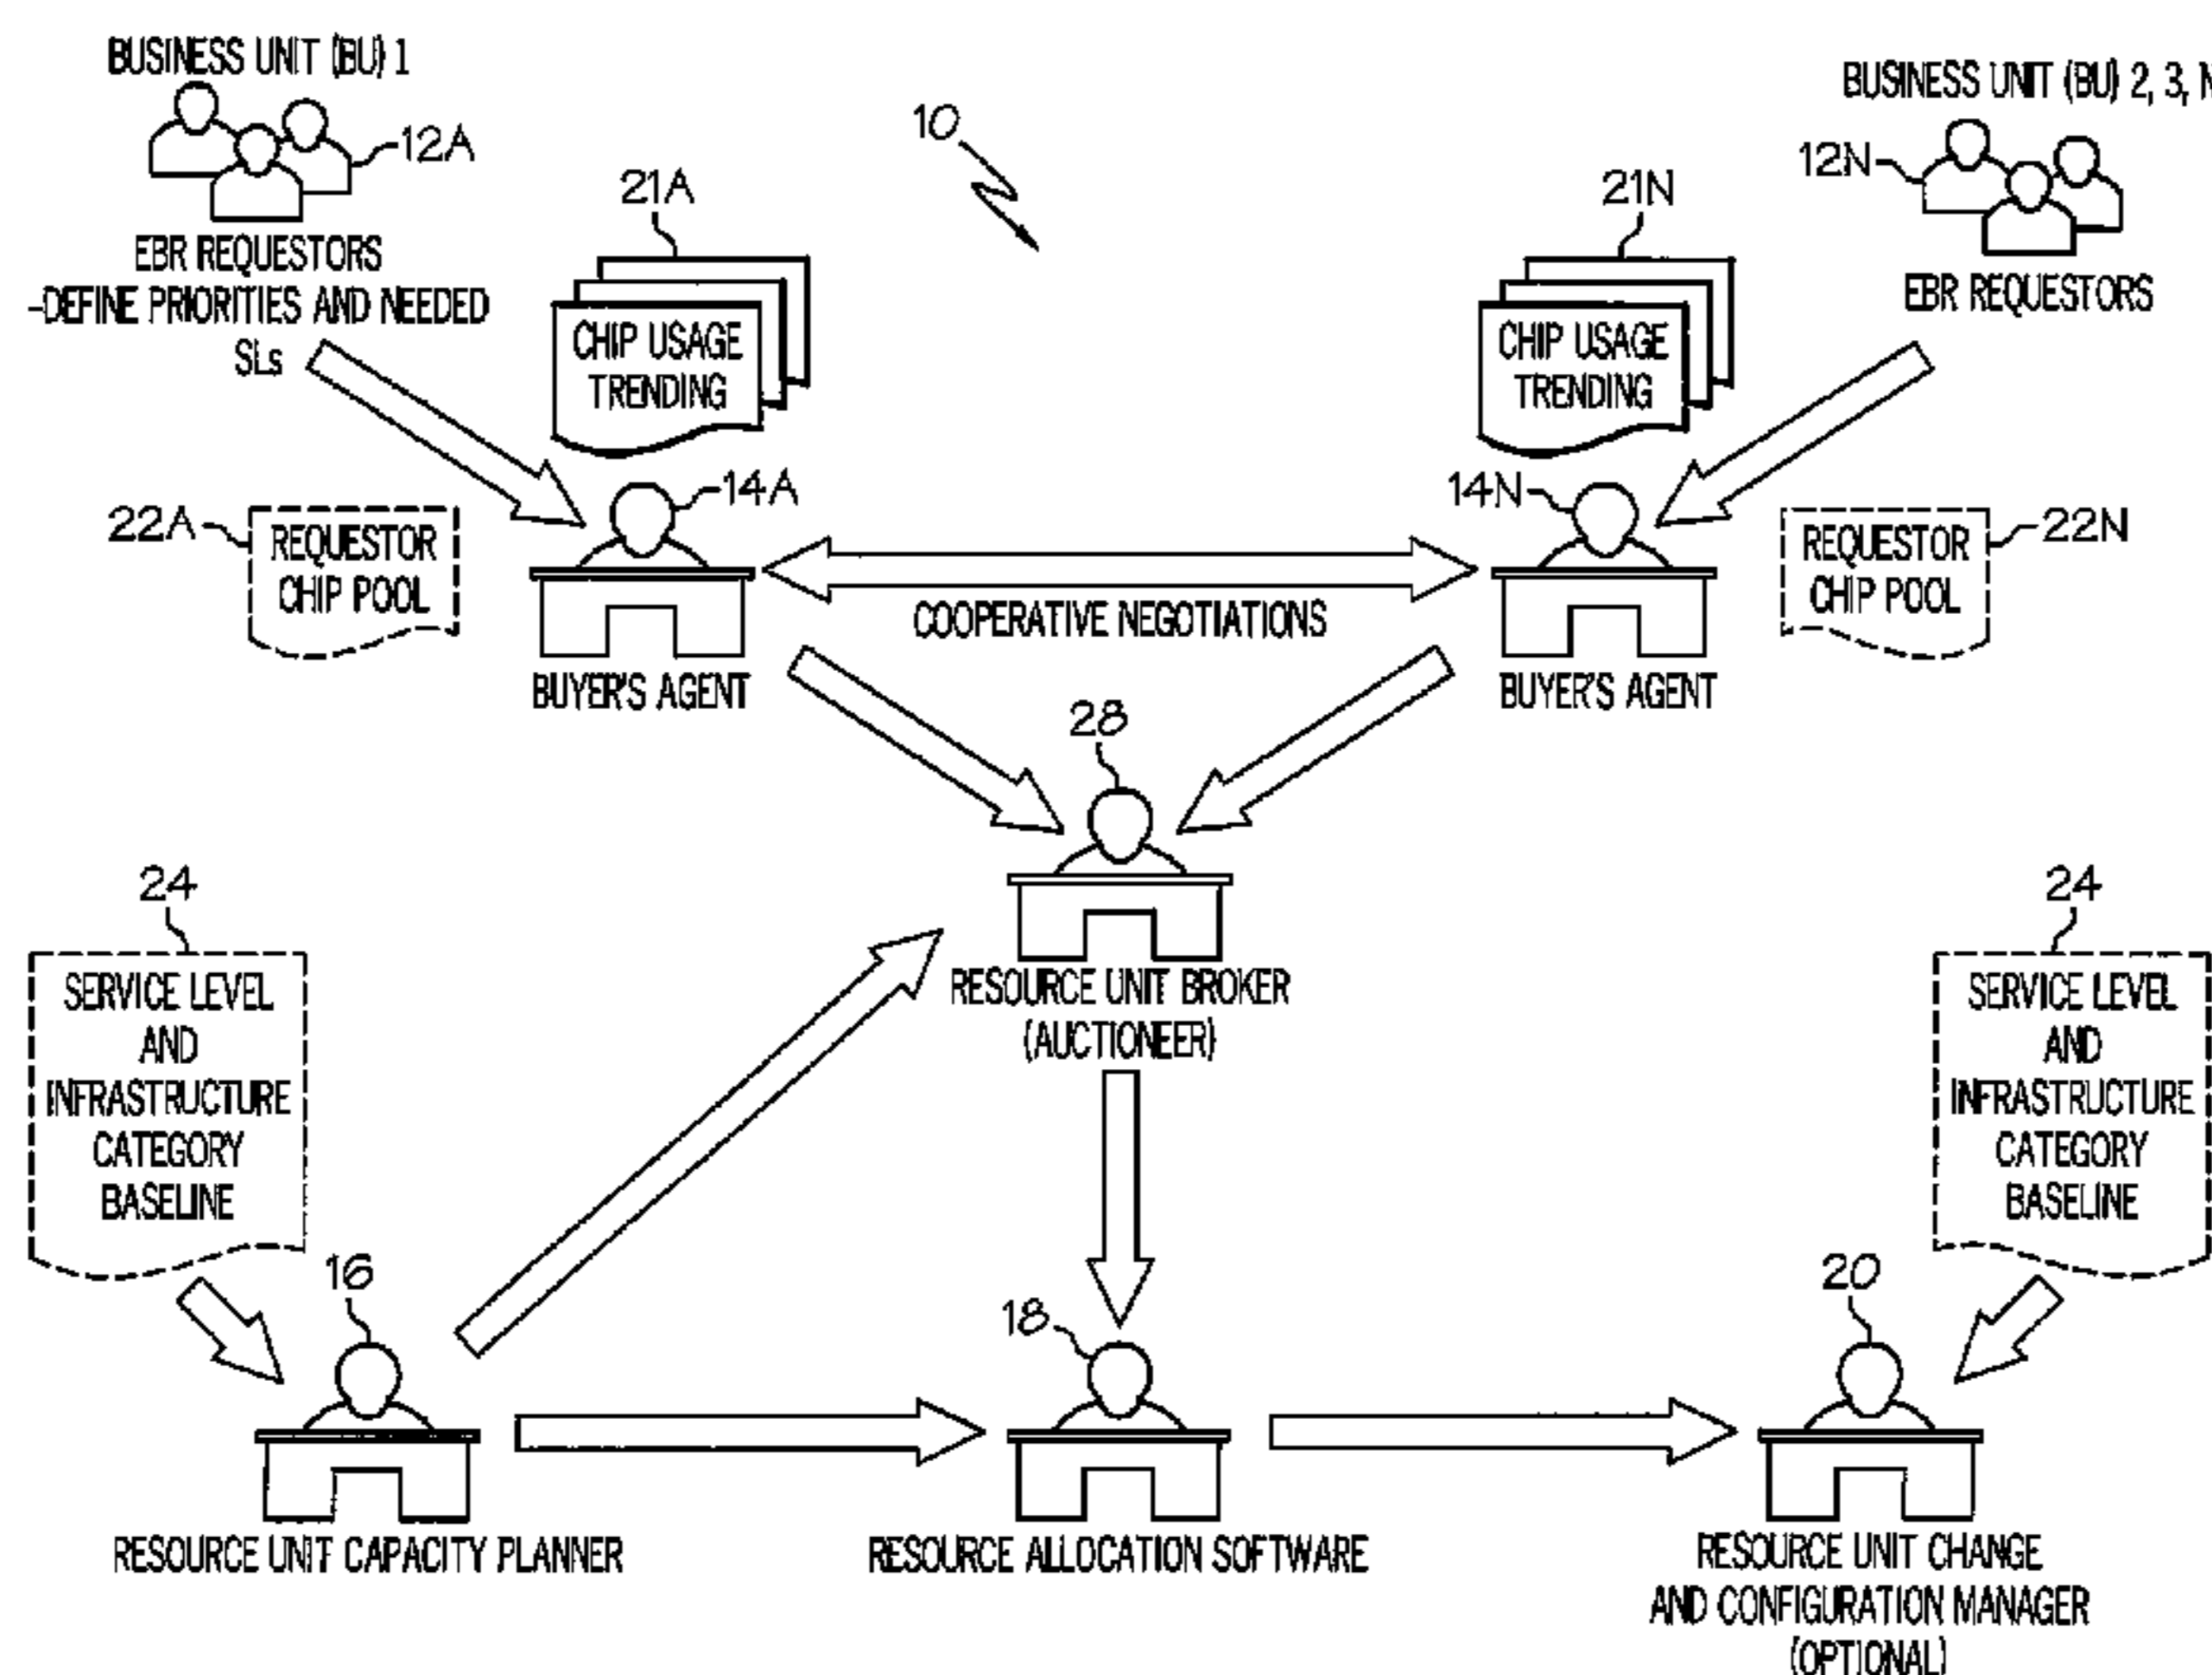 BUSINESS UNIT (BU) 1
12A
EBR REQUESTORS
-DEFINE PRIORITIES AND NEEDED
SLs
21A
CHIP USAGE
TRENDING
10
21N
CHIP USAGE
TRENDING
BUSINESS UNIT (BU) 2, 3, N
12N
EBR REQUESTORS
22A
REQUESTOR
CHIP POOL
14A
BUYER'S AGENT
COOPERATIVE NEGOTIATIONS
14N
BUYER'S AGENT
22N
REQUESTOR
CHIP POOL
28
RESOURCE UNIT BROKER
(AUCTIONEER)
24
SERVICE LEVEL
AND
INFRASTRUCTURE
CATEGORY
BASELINE
24
SERVICE LEVEL
AND
INFRASTRUCTURE
CATEGORY
BASELINE
16
RESOURCE UNIT CAPACITY PLANNER
18
RESOURCE ALLOCATION SOFTWARE
20
RESOURCE UNIT CHANGE
AND CONFIGURATION MANAGER
(OPTIONAL)